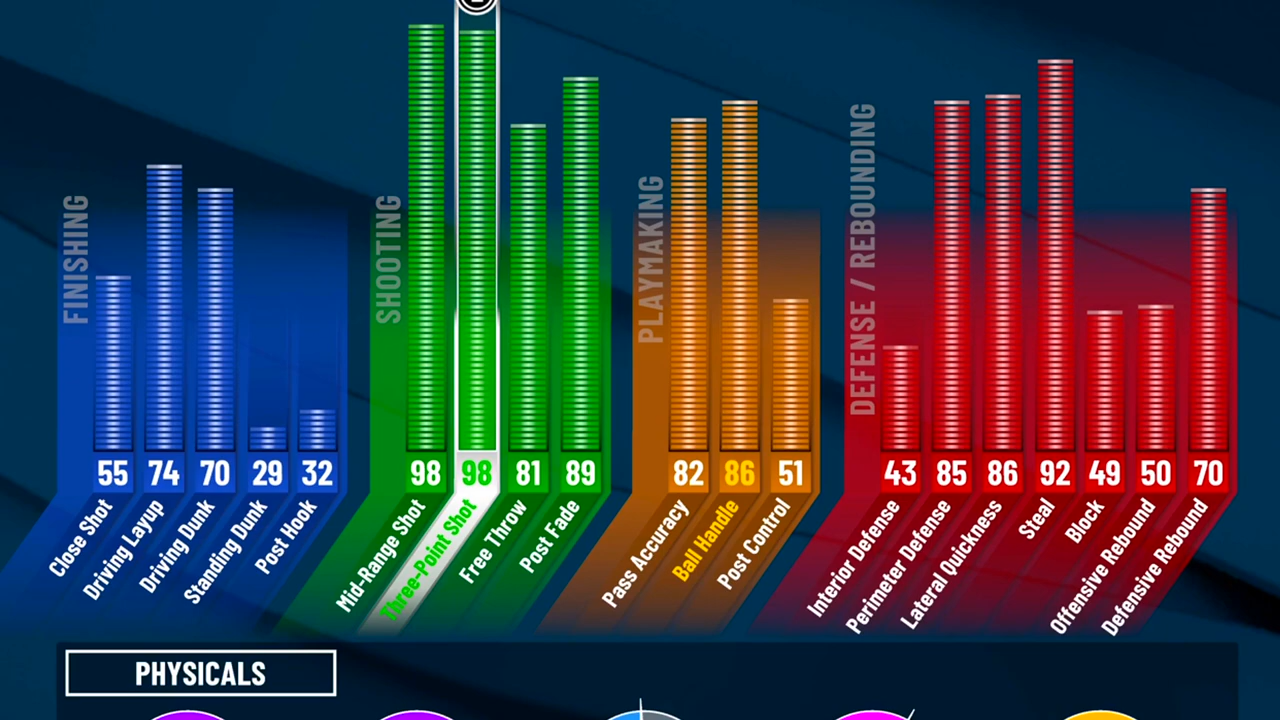 FINISHING
55 74 70 29 32
Close Shot
Driving Layup
Driving Dunk
Standing Dunk
Post Hook
SHOOTING
98 98 81 89
Mid-Range Shot
Three-Point Shot
Free Throw
Post Fade
PLAYMAKING
82 86 51
Pass Accuracy
Ball Handle
Post Control
DEFENSE / REBOUNDING
43 85 86 92 49 50 70
Interior Defense
Perimeter Defense
Lateral Quickness
Steal
Block
Offensive Rebound
Defensive Rebound
PHYSICALS